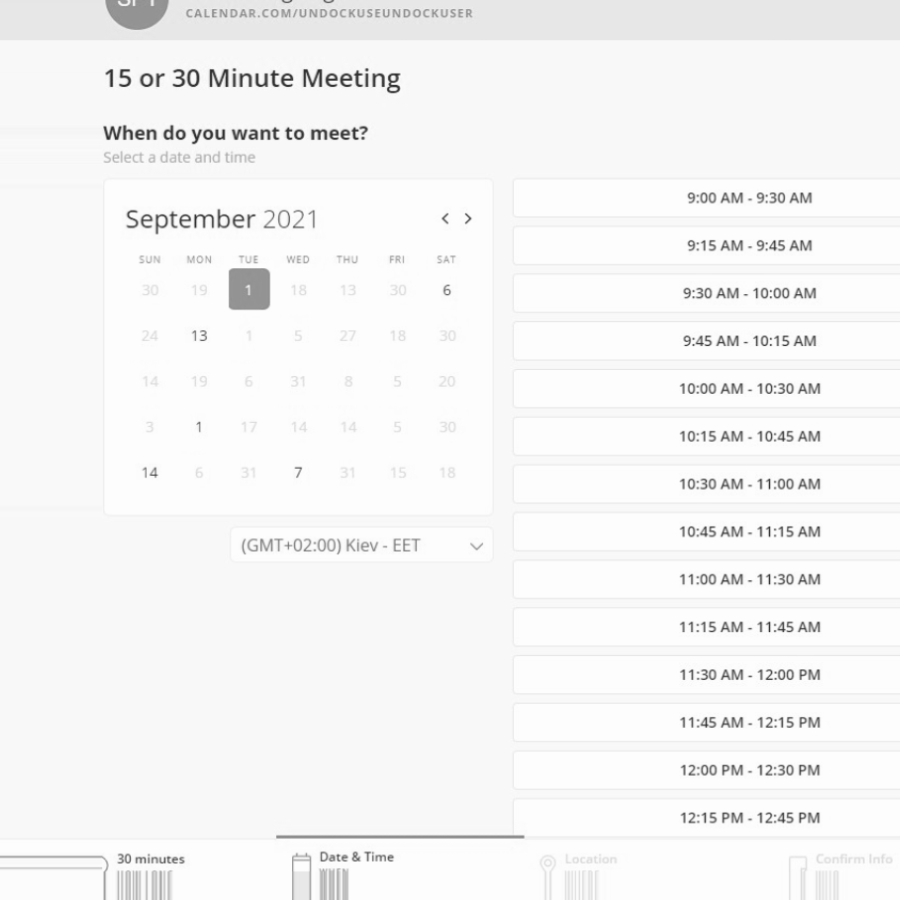 CALENDAR.COM/UNDOCKUSEUNDOCKUSER
15 or 30 Minute Meeting
When do you want to meet?
Select a date and time
September 2021
SUN MON TUE WED THU FRI SAT
30 19 1 18 13 30 6
24 13 1 5 27 18 30
14 19 6 31 8 5 20
3 1 17 14 14 5 30
14 6 31 7 31 15 18
(GMT+02:00) Kiev - EET
9:00 AM - 9:30 AM
9:15 AM - 9:45 AM
9:30 AM - 10:00 AM
9:45 AM - 10:15 AM
10:00 AM - 10:30 AM
10:15 AM - 10:45 AM
10:30 AM - 11:00 AM
10:45 AM - 11:15 AM
11:00 AM - 11:30 AM
11:15 AM - 11:45 AM
11:30 AM - 12:00 PM
11:45 AM - 12:15 PM
12:00 PM - 12:30 PM
12:15 PM - 12:45 PM
30 minutes
Date & Time
WHEN
Location
Confirm Info